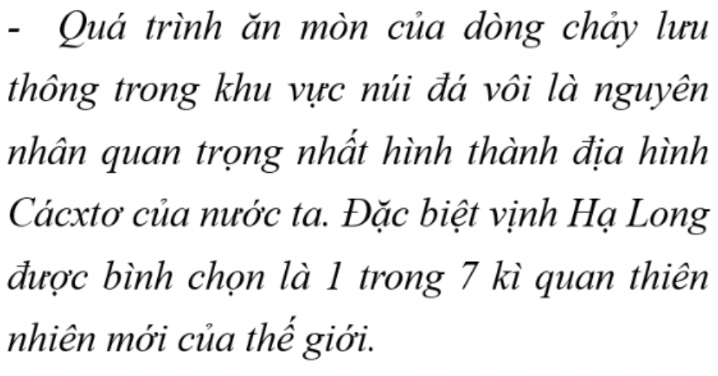 - Quá trình ăn mòn của dòng chảy lưu
thông trong khu vực núi đá vôi là nguyên
nhân quan trọng nhất hình thành địa hình
Cácxtơ của nước ta. Đặc biệt vịnh Hạ Long
được bình chọn là 1 trong 7 kì quan thiên
nhiên mới của thế giới.